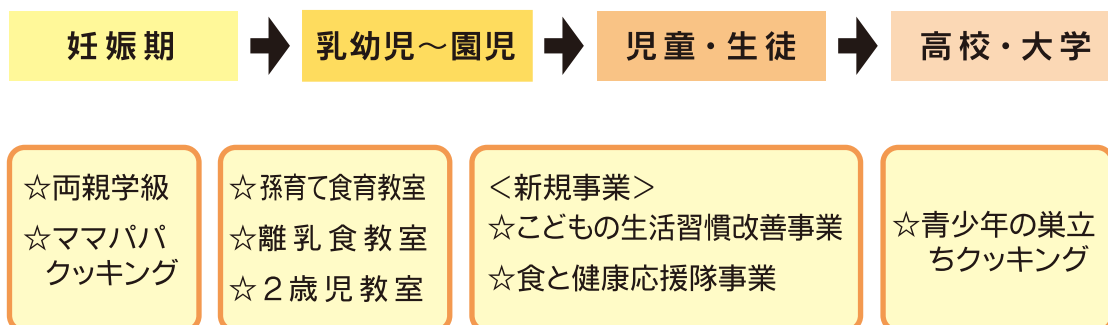 妊娠期
乳幼児～園児
児童・生徒
高校・大学
☆両親学級
☆ママパパ
クッキング
☆孫育て食育教室
☆離乳食教室
☆２歳児教室
＜新規事業＞
☆こどもの生活習慣改善事業
☆食と健康応援隊事業
☆青少年の巣立
ちクッキング